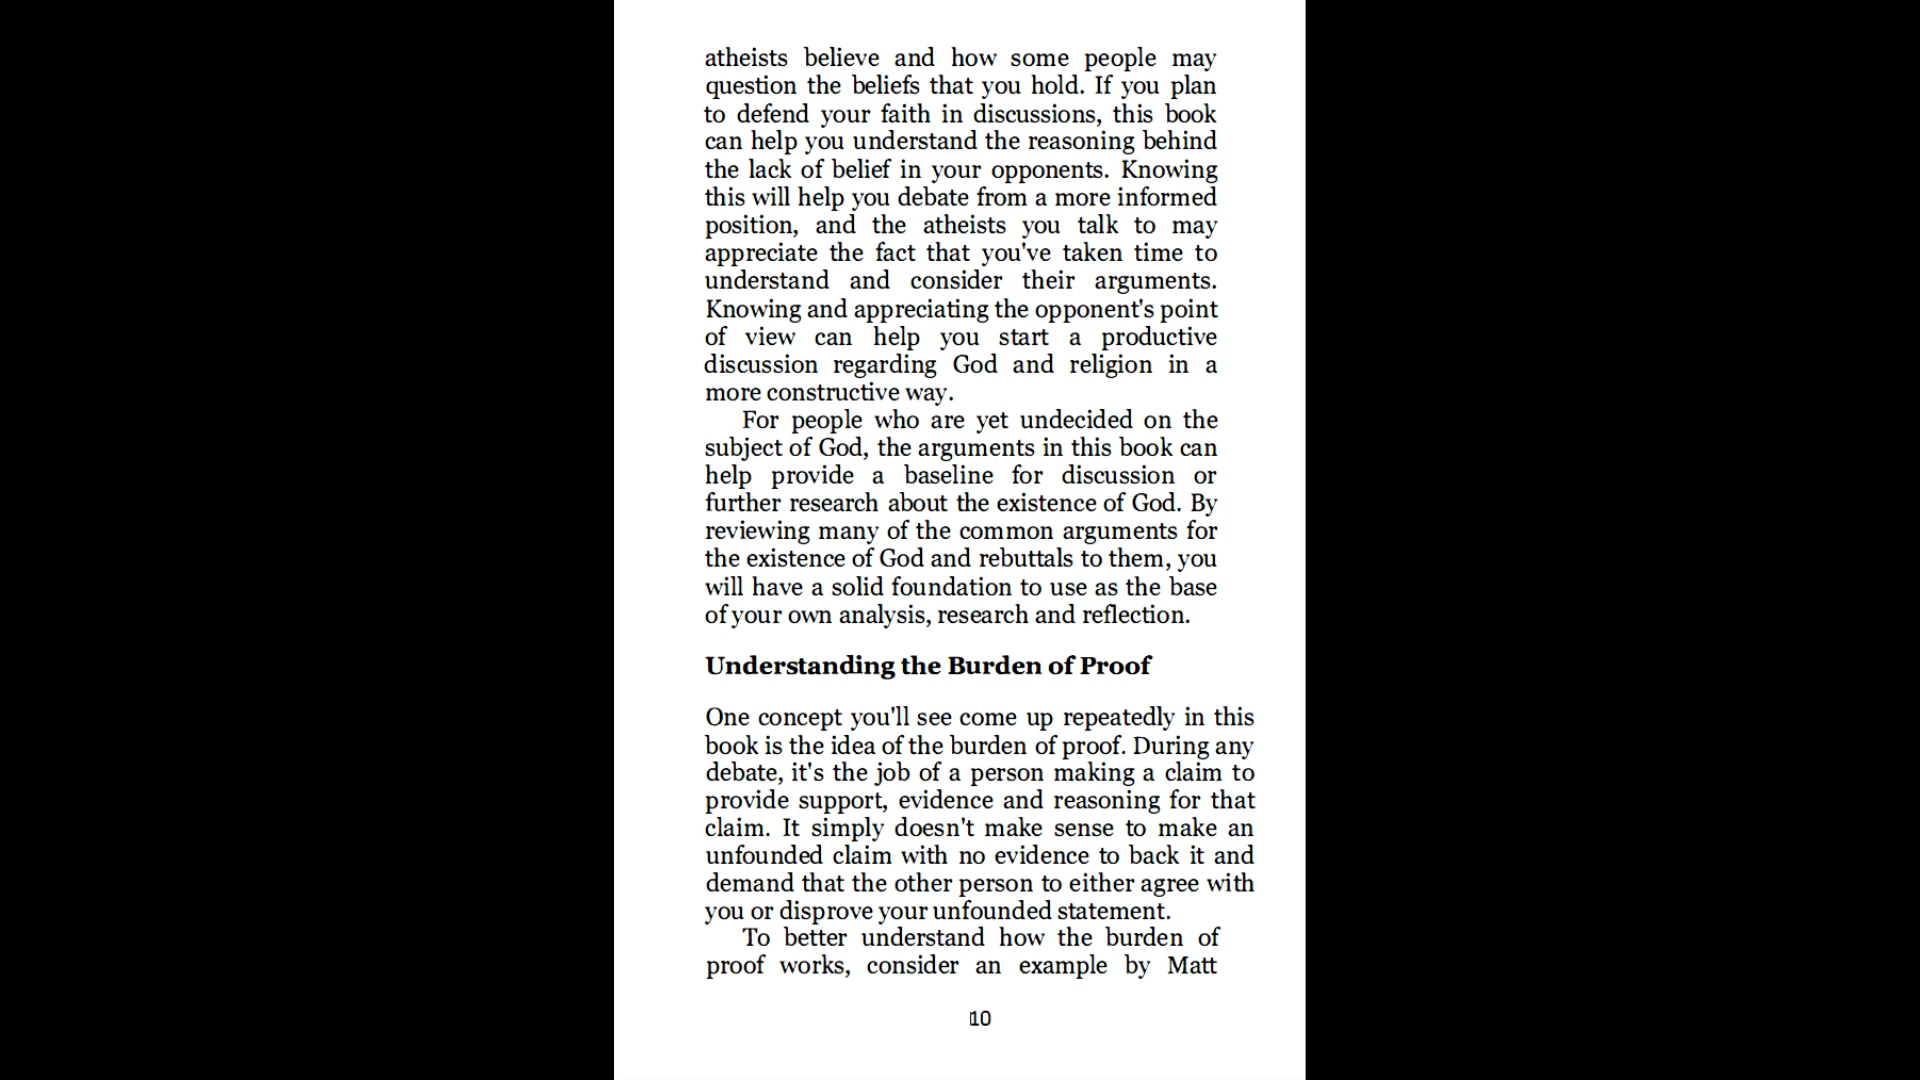 atheists believe and how some people may
question the beliefs that you hold. If you plan
to defend your faith in discussions, this book
can help you understand the reasoning behind
the lack of belief in your opponents. Knowing
this will help you debate from a more informed
position, and the atheists you talk to may
appreciate the fact that you've taken time to
understand and consider their arguments.
Knowing and appreciating the opponent's point
of view can help you start a productive
discussion regarding God and religion in a
more constructive way.
For people who are yet undecided on the
subject of God, the arguments in this book can
help provide a baseline for discussion or
further research about the existence of God. By
reviewing many of the common arguments for
the existence of God and rebuttals to them, you
will have a solid foundation to use as the base
of your own analysis, research and reflection.
Understanding the Burden of Proof
One concept you'll see come up repeatedly in this
book is the idea of the burden of proof. During any
debate, it's the job of a person making a claim to
provide support, evidence and reasoning for that
claim. It simply doesn't make sense to make an
unfounded claim with no evidence to back it and
demand that the other person to either agree with
you or disprove your unfounded statement.
To better understand how the burden of
proof works, consider an example by Matt
10